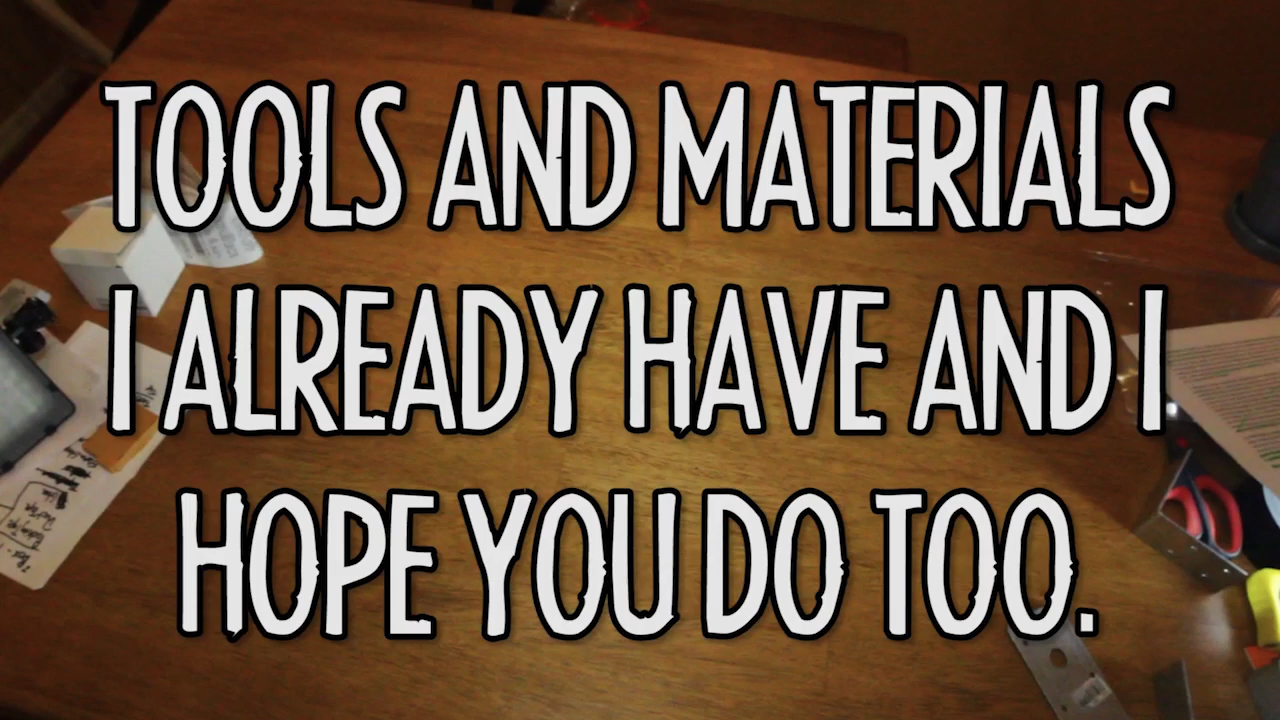 TOOLS AND MATERIALS
I ALREADY HAVE AND I
HOPE YOU DO TOO.